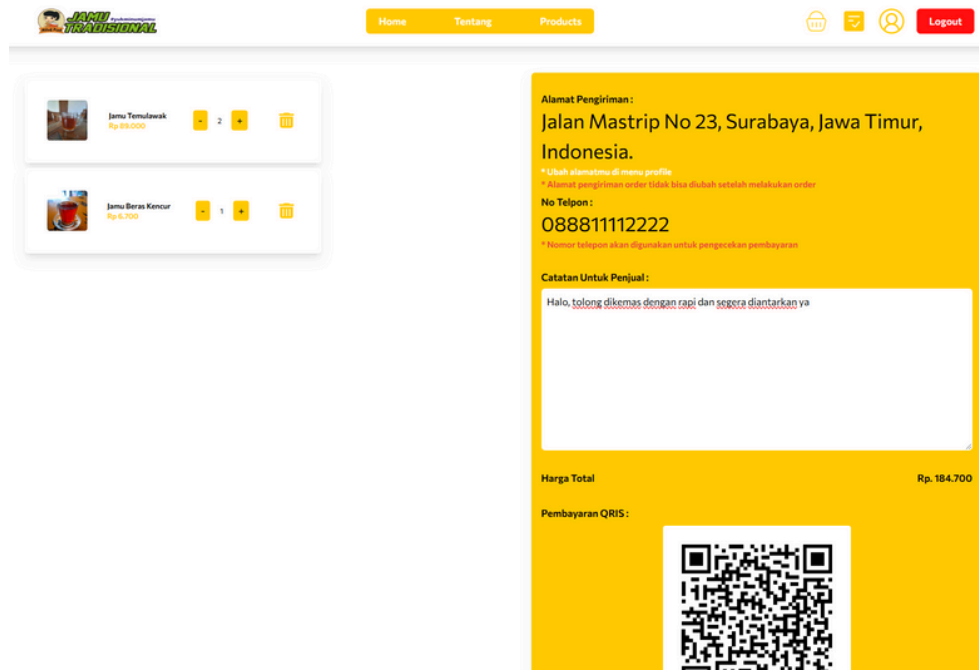 #yukminumjamu
JAMU
TRADISIONAL
Home Tentang Products
Logout
Jamu Temulawak
Rp 89.000
- 2 +
Jamu Beras Kencur
Rp 6.700
- 1 +
Alamat Pengiriman :
Jalan Mastrip No 23, Surabaya, Jawa Timur,
Indonesia.
* Ubah alamatmu di menu profile
* Alamat pengiriman order tidak bisa diubah setelah melakukan order
No Telpon :
088811112222
* Nomor telepon akan digunakan untuk pengecekan pembayaran
Catatan Untuk Penjual :
Halo, tolong dikemas dengan rapi dan segera diantarkan ya
Harga Total Rp. 184.700
Pembayaran QRIS :